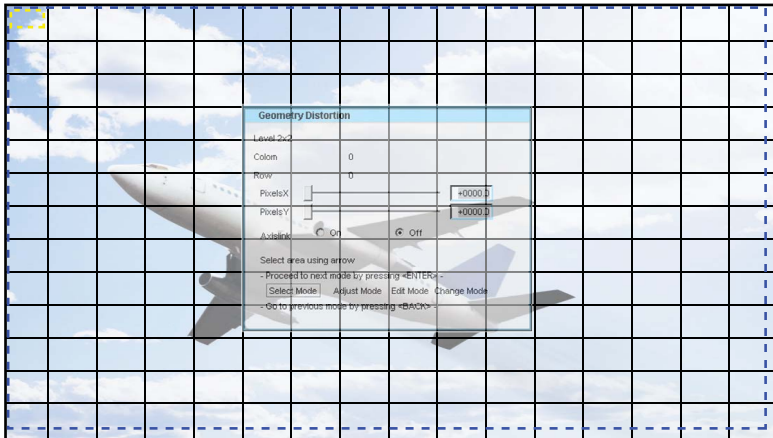 Geometry Distortion
Level 2x2
Colom 0
Row 0
PixelsX +0000.0
PixelsY +0000.0
Axislink On Off
Select area using arrow
- Proceed to next mode by pressing <ENTER> -
Select Mode Adjust Mode Edit Mode Change Mode
- Go to previous mode by pressing <BACK> -